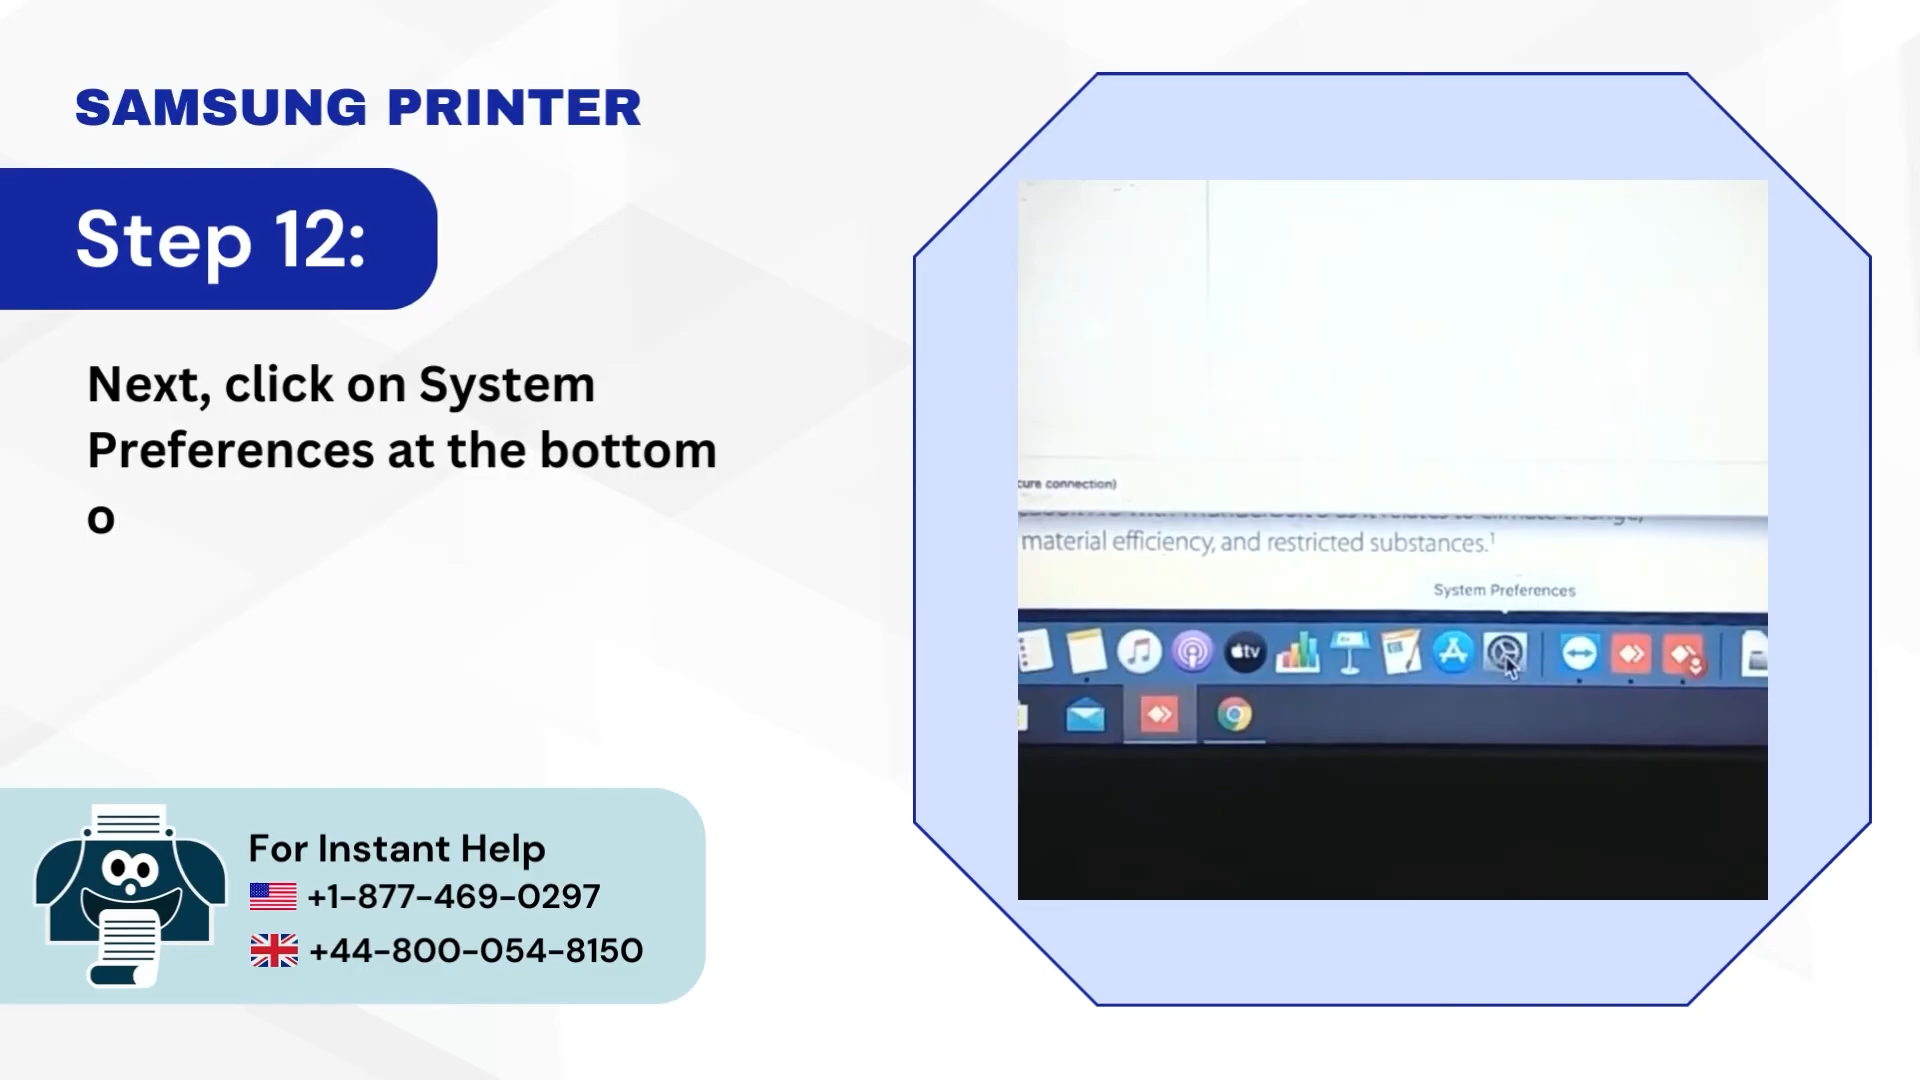 SAMSUNG PRINTER
Step 12:
Next, click on System
Preferences at the bottom
o
cure connection)
material efficiency, and restricted substances.¹
System Preferences
tv
For Instant Help
+1-877-469-0297
+44-800-054-8150